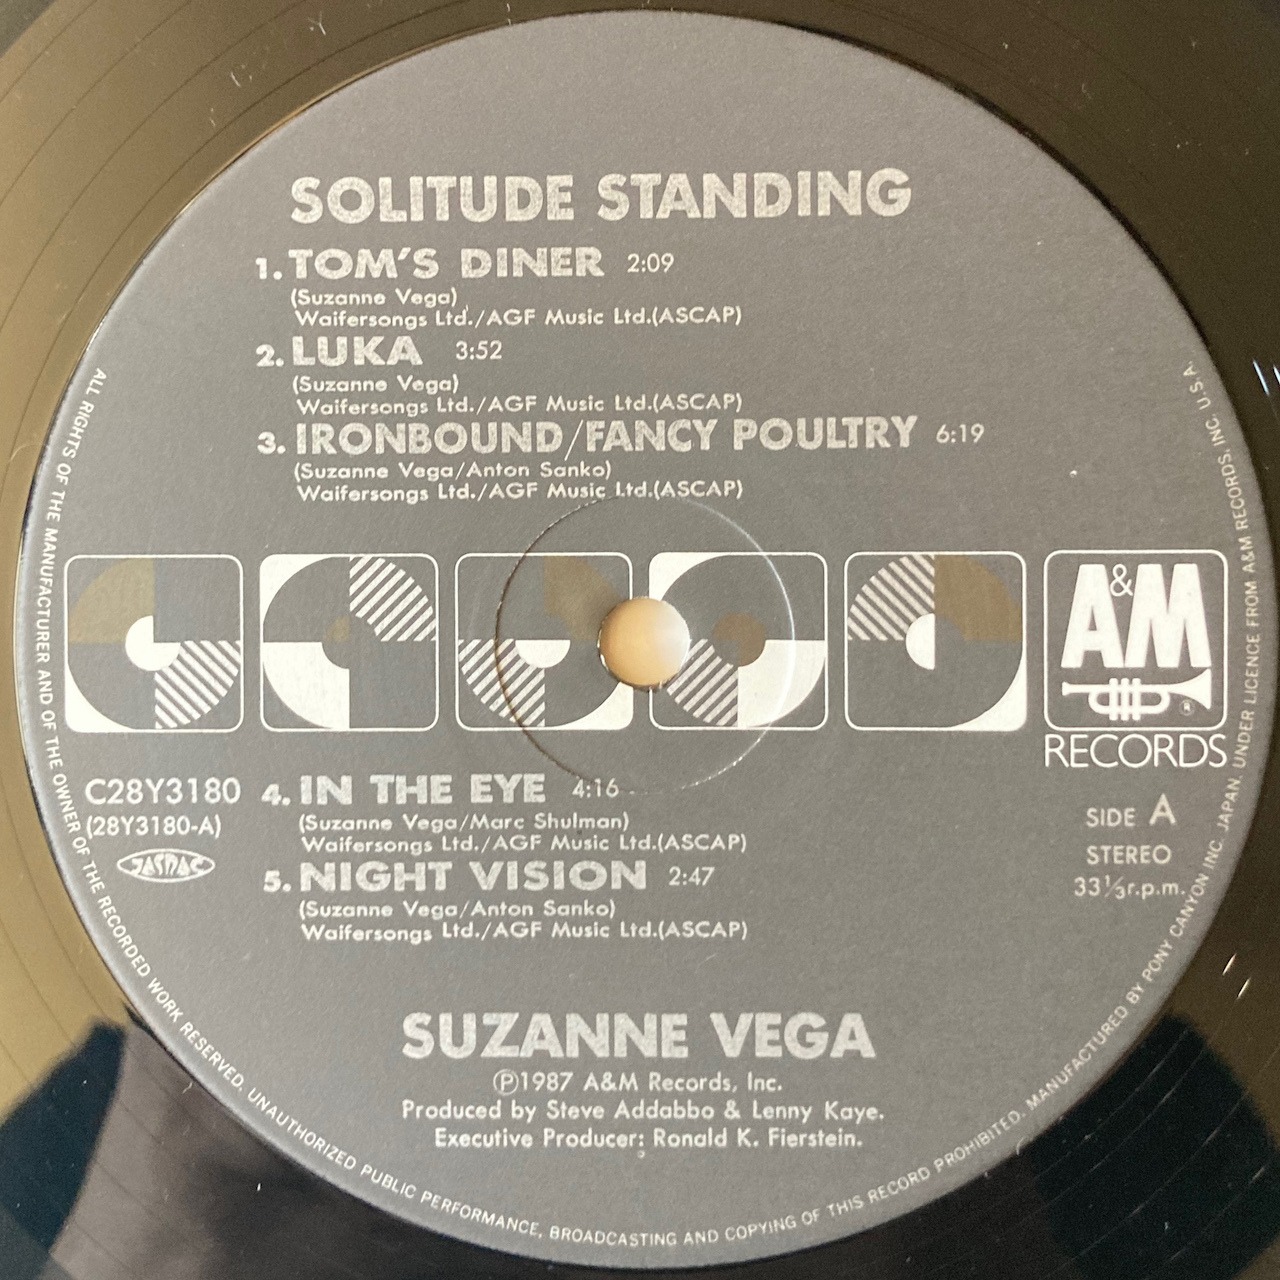 SOLITUDE STANDING
1. TOM'S DINER 2:09
(Suzanne Vega)
Waifersongs Ltd./AGF Music Ltd.(ASCAP)
2. LUKA 3:52
(Suzanne Vega)
Waifersongs Ltd./AGF Music Ltd.(ASCAP)
3. IRONBOUND/FANCY POULTRY 6:19
(Suzanne Vega/Anton Sanko)
Waifersongs Ltd./AGF Music Ltd.(ASCAP)
A&M
®
RECORDS
C28Y3180
(28Y3180-A)
JASRAC
4. IN THE EYE 4:16
(Suzanne Vega/Marc Shulman)
Waifersongs Ltd./AGF Music Ltd.(ASCAP)
5. NIGHT VISION 2:47
(Suzanne Vega/Anton Sanko)
Waifersongs Ltd./AGF Music Ltd.(ASCAP)
SIDE A
STEREO
33⅓r.p.m.
SUZANNE VEGA
℗1987 A&M Records, Inc.
Produced by Steve Addabbo & Lenny Kaye.
Executive Producer: Ronald K. Fierstein.
ALL RIGHTS OF THE MANUFACTURER AND OF THE OWNER OF THE RECORDED WORK RESERVED. UNAUTHORIZED PUBLIC PERFORMANCE, BROADCASTING AND COPYING OF THIS RECORD PROHIBITED. MANUFACTURED BY PONY CANYON INC. JAPAN. UNDER LICENCE FROM A&M RECORDS, INC. U.S.A.